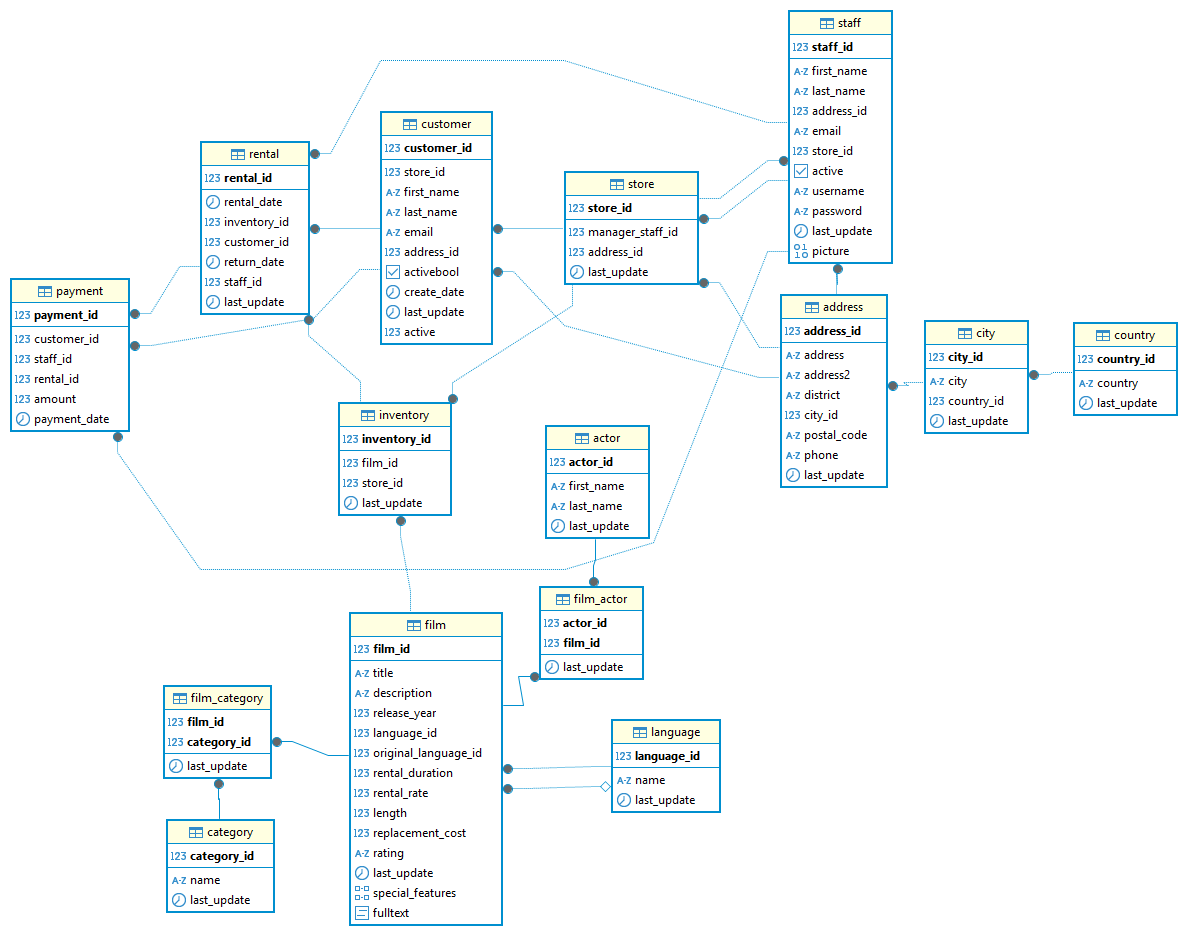 staff
123 staff_id
A-Z first_name
A-Z last_name
123 address_id
A-Z email
123 store_id
active
A-Z username
A-Z password
last_update
picture
customer
123 customer_id
123 store_id
A-Z first_name
A-Z last_name
A-Z email
123 address_id
activebool
create_date
last_update
123 active
rental
123 rental_id
rental_date
123 inventory_id
123 customer_id
return_date
123 staff_id
last_update
store
123 store_id
123 manager_staff_id
123 address_id
last_update
payment
123 payment_id
123 customer_id
123 staff_id
123 rental_id
123 amount
payment_date
address
123 address_id
A-Z address
A-Z address2
A-Z district
123 city_id
A-Z postal_code
A-Z phone
last_update
city
123 city_id
A-Z city
123 country_id
last_update
country
123 country_id
A-Z country
last_update
inventory
123 inventory_id
123 film_id
123 store_id
last_update
actor
123 actor_id
A-Z first_name
A-Z last_name
last_update
film_actor
123 actor_id
123 film_id
last_update
film
123 film_id
A-Z title
A-Z description
123 release_year
123 language_id
123 original_language_id
123 rental_duration
123 rental_rate
123 length
123 replacement_cost
A-Z rating
last_update
special_features
fulltext
film_category
123 film_id
123 category_id
last_update
language
123 language_id
A-Z name
last_update
category
123 category_id
A-Z name
last_update